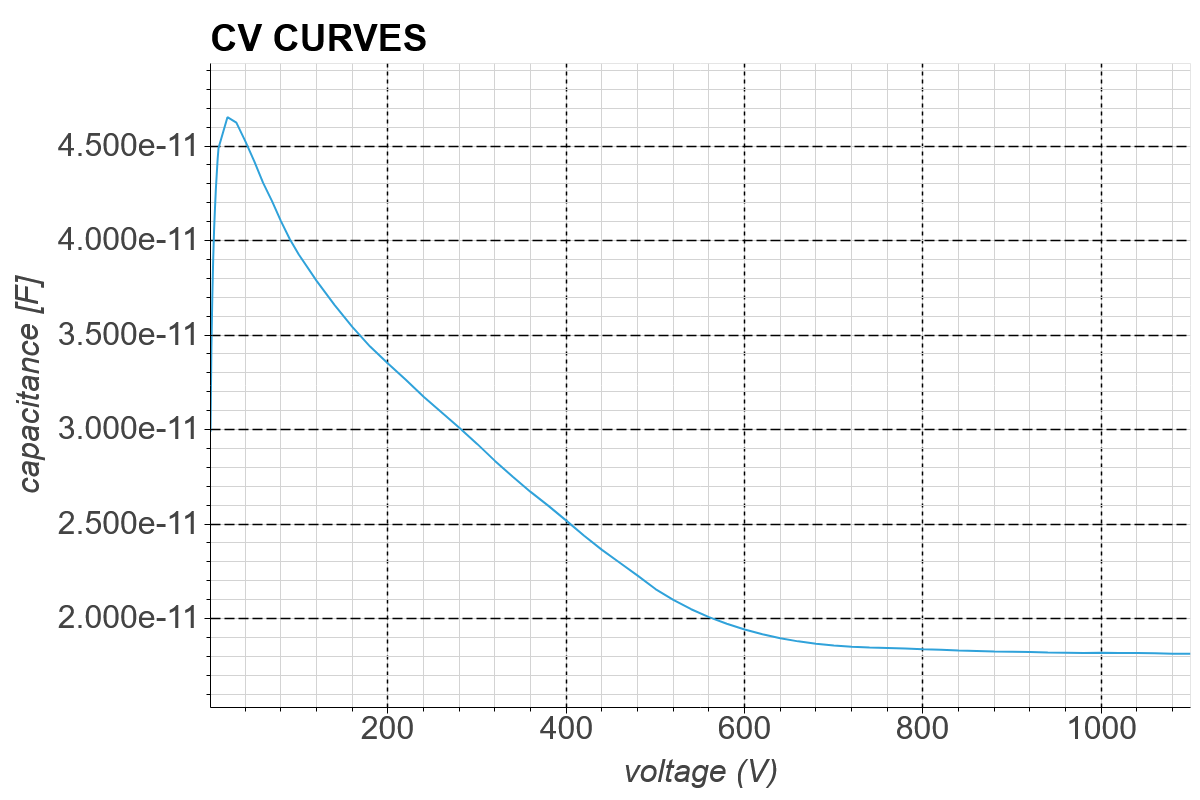 CV CURVES
4.500e-11
4.000e-11
3.500e-11
3.000e-11
2.500e-11
2.000e-11
capacitance [F]
200 400 600 800 1000
voltage (V)